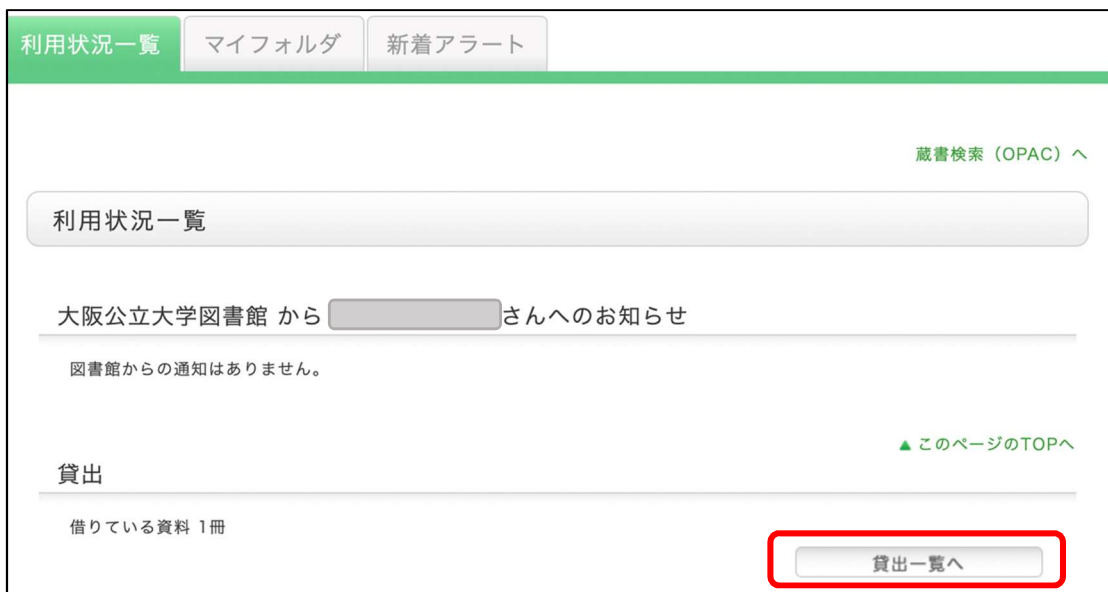 利用状況一覧 マイフォルダ 新着アラート
蔵書検索（OPAC）へ
利用状況一覧
大阪公立大学図書館 から さんへのお知らせ
図書館からの通知はありません。
▲ このページのTOPへ
貸出
借りている資料 1冊
貸出一覧へ